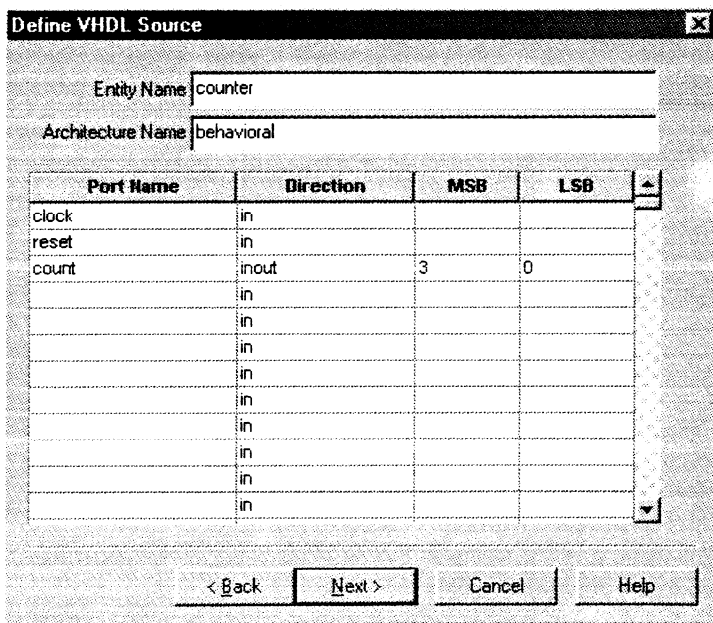 Define VHDL Source
Entity Name counter
Architecture Name behavioral
Port Name Direction MSB LSB
clock in
reset in
count inout 3 0
in
in
in
in
in
in
in
in
in
< Back Next > Cancel Help